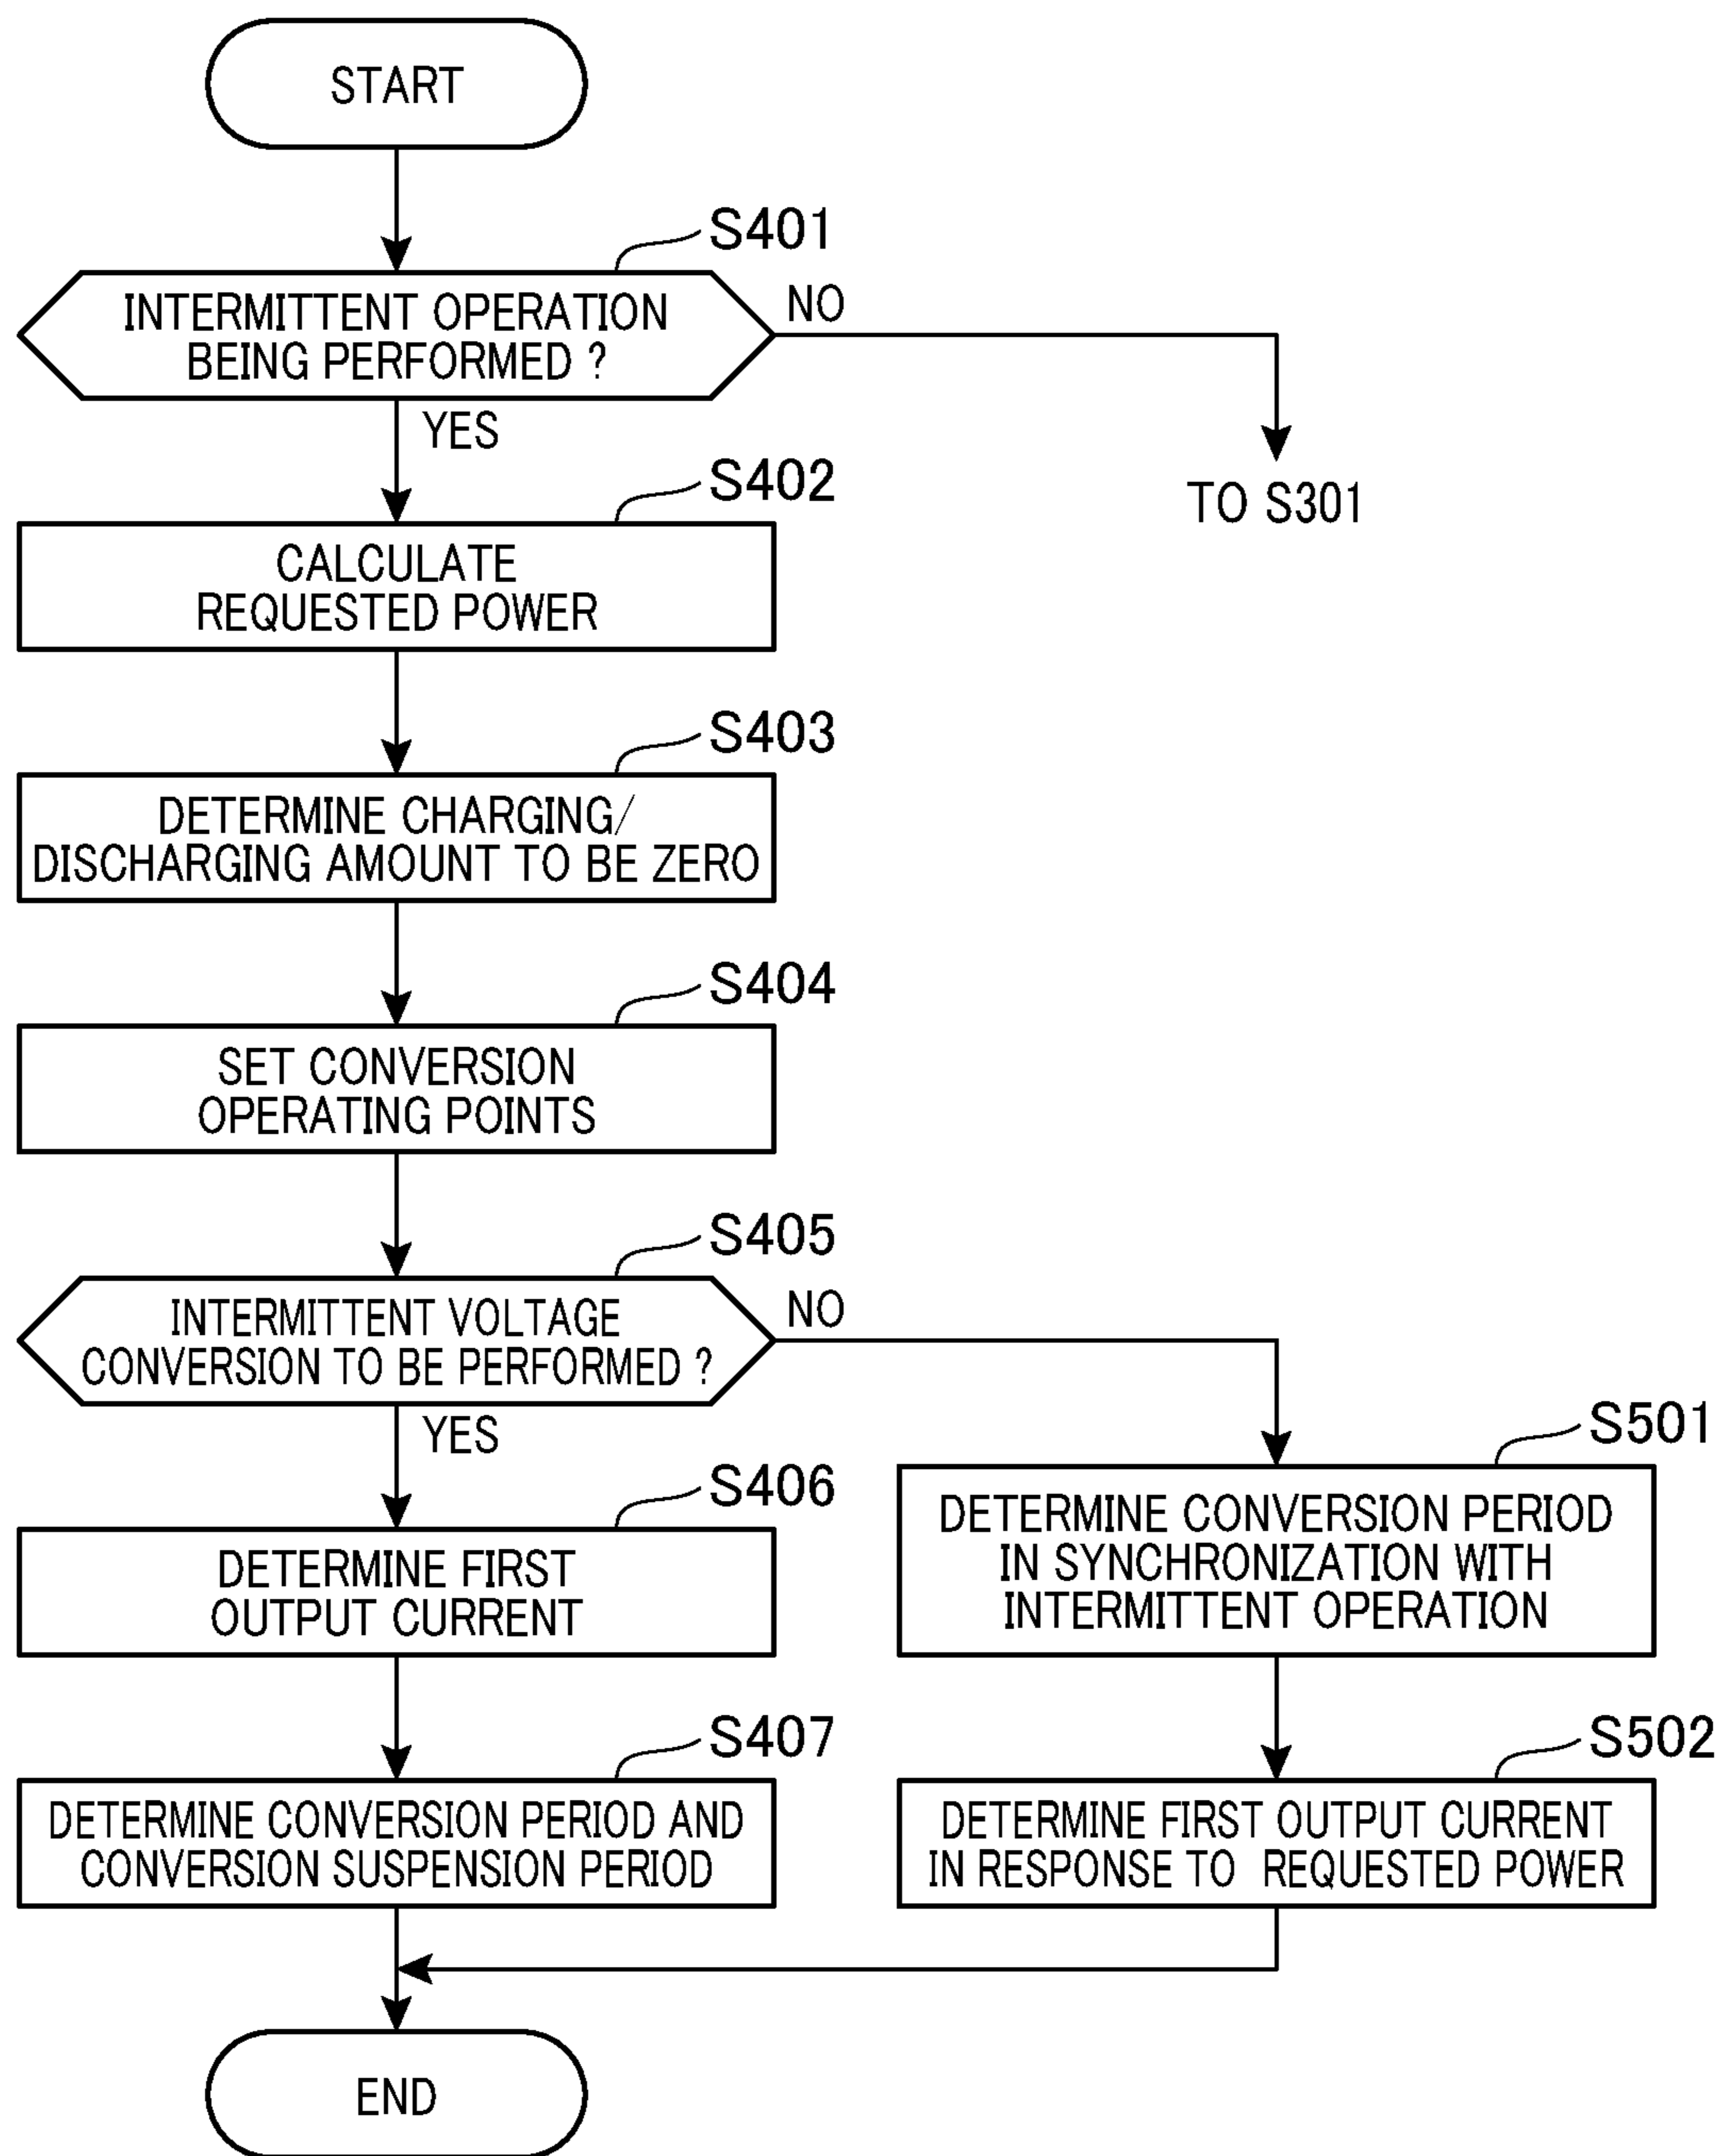 START
S401
INTERMITTENT OPERATION
BEING PERFORMED ?
NO
YES
TO S301
S402
CALCULATE
REQUESTED POWER
S403
DETERMINE CHARGING/
DISCHARGING AMOUNT TO BE ZERO
S404
SET CONVERSION
OPERATING POINTS
S405
INTERMITTENT VOLTAGE
CONVERSION TO BE PERFORMED ?
NO
YES
S406
DETERMINE FIRST
OUTPUT CURRENT
S407
DETERMINE CONVERSION PERIOD AND
CONVERSION SUSPENSION PERIOD
S501
DETERMINE CONVERSION PERIOD
IN SYNCHRONIZATION WITH
INTERMITTENT OPERATION
S502
DETERMINE FIRST OUTPUT CURRENT
IN RESPONSE TO REQUESTED POWER
END